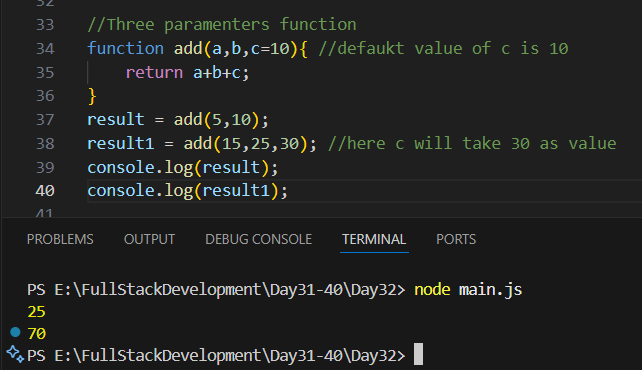 33 //Three paramenters function
34 function add(a,b,c=10){ //defaukt value of c is 10
35     return a+b+c;
36 }
37 result = add(5,10);
38 result1 = add(15,25,30); //here c will take 30 as value
39 console.log(result);
40 console.log(result1);
41
PROBLEMS OUTPUT DEBUG CONSOLE TERMINAL PORTS
PS E:\FullStackDevelopment\Day31-40\Day32> node main.js
25
70
PS E:\FullStackDevelopment\Day31-40\Day32>